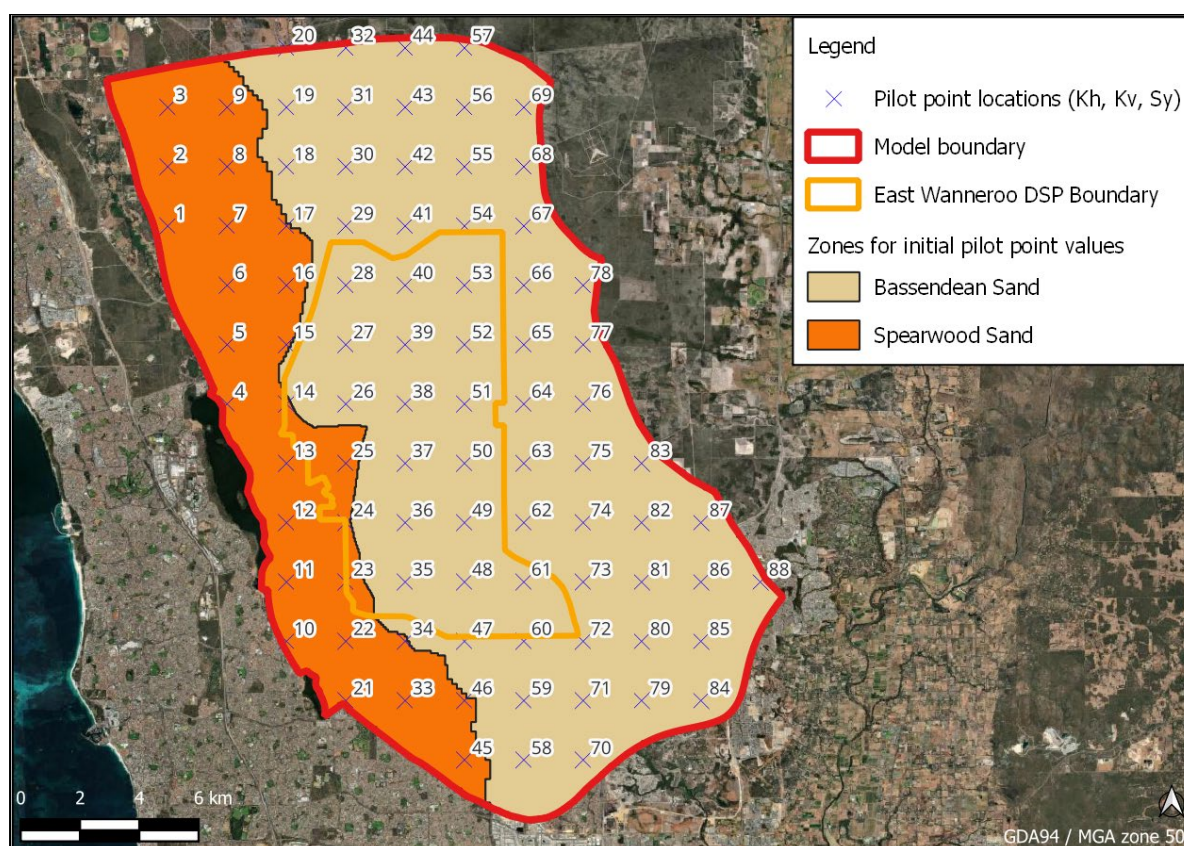 20 32 44 57
3 9 19 31 43 56 69
2 8 18 30 42 55 68
1 7 17 29 41 54 67
6 16 28 40 53 66 78
5 15 27 39 52 65 77
4 14 26 38 51 64 76
13 25 37 50 63 75 83
12 24 36 49 62 74 82 87
11 23 35 48 61 73 81 86 88
10 22 34 47 60 72 80 85
21 33 46 59 71 79 84
45 58 70
Legend
Pilot point locations (Kh, Kv, Sy)
Model boundary
East Wanneroo DSP Boundary
Zones for initial pilot point values
Bassendean Sand
Spearwood Sand
0 2 4 6 km
GDA94 / MGA zone 50